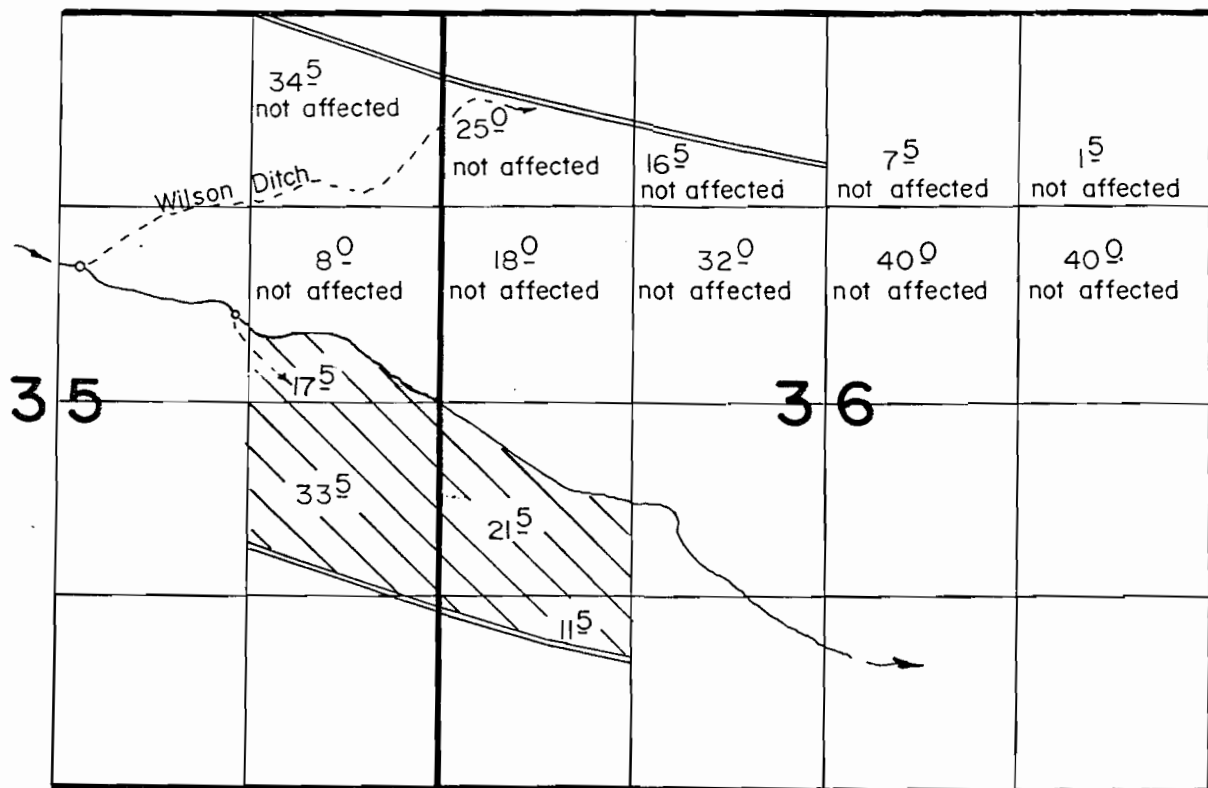 34 5
not affected
25 0
not affected
16 5
not affected
7 5
not affected
1 5
not affected
Wilson Ditch
8 0
not affected
18 0
not affected
32 0
not affected
40 0
not affected
40 0
not affected
17 5
35
36
33 5
21 5
11 5